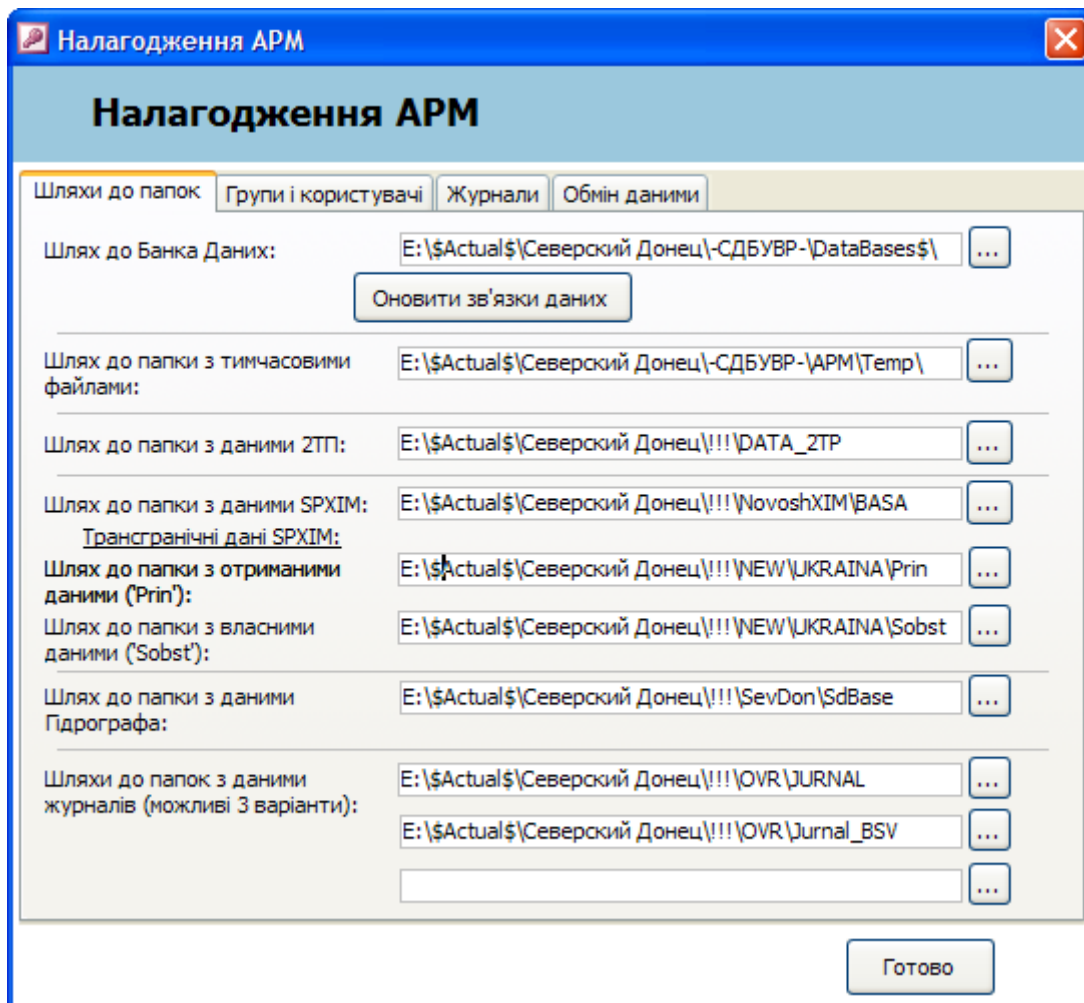 Налагодження АРМ
Налагодження АРМ
Шляхи до папок Групи і користувачі Журнали Обмін даними
Шлях до Банка Даних: E:\$Actual$\Северский Донец\-СДБУВР-\DataBases$\ ...
Оновити зв'язки даних
Шлях до папки з тимчасовими
файлами: E:\$Actual$\Северский Донец\-СДБУВР-\АРМ\Temp\ ...
Шлях до папки з даними 2ТП: E:\$Actual$\Северский Донец\!!!\DATA_2TP ...
Шлях до папки з даними SPXIM: E:\$Actual$\Северский Донец\!!!\NovoshXIM\BASA ...
Трансграничні дані SPXIM:
Шлях до папки з отриманими
даними ('Prin'): E:\$Actual$\Северский Донец\!!!\NEW\UKRAINA\Prin ...
Шлях до папки з власними
даними ('Sobst'): E:\$Actual$\Северский Донец\!!!\NEW\UKRAINA\Sobst ...
Шлях до папки з даними
Гідрографа: E:\$Actual$\Северский Донец\!!!\SevDon\SdBase ...
Шляхи до папок з даними
журналів (можливі 3 варіанти): E:\$Actual$\Северский Донец\!!!\OVR\JURNAL ...
E:\$Actual$\Северский Донец\!!!\OVR\Jurnal_BSV ...
...
Готово